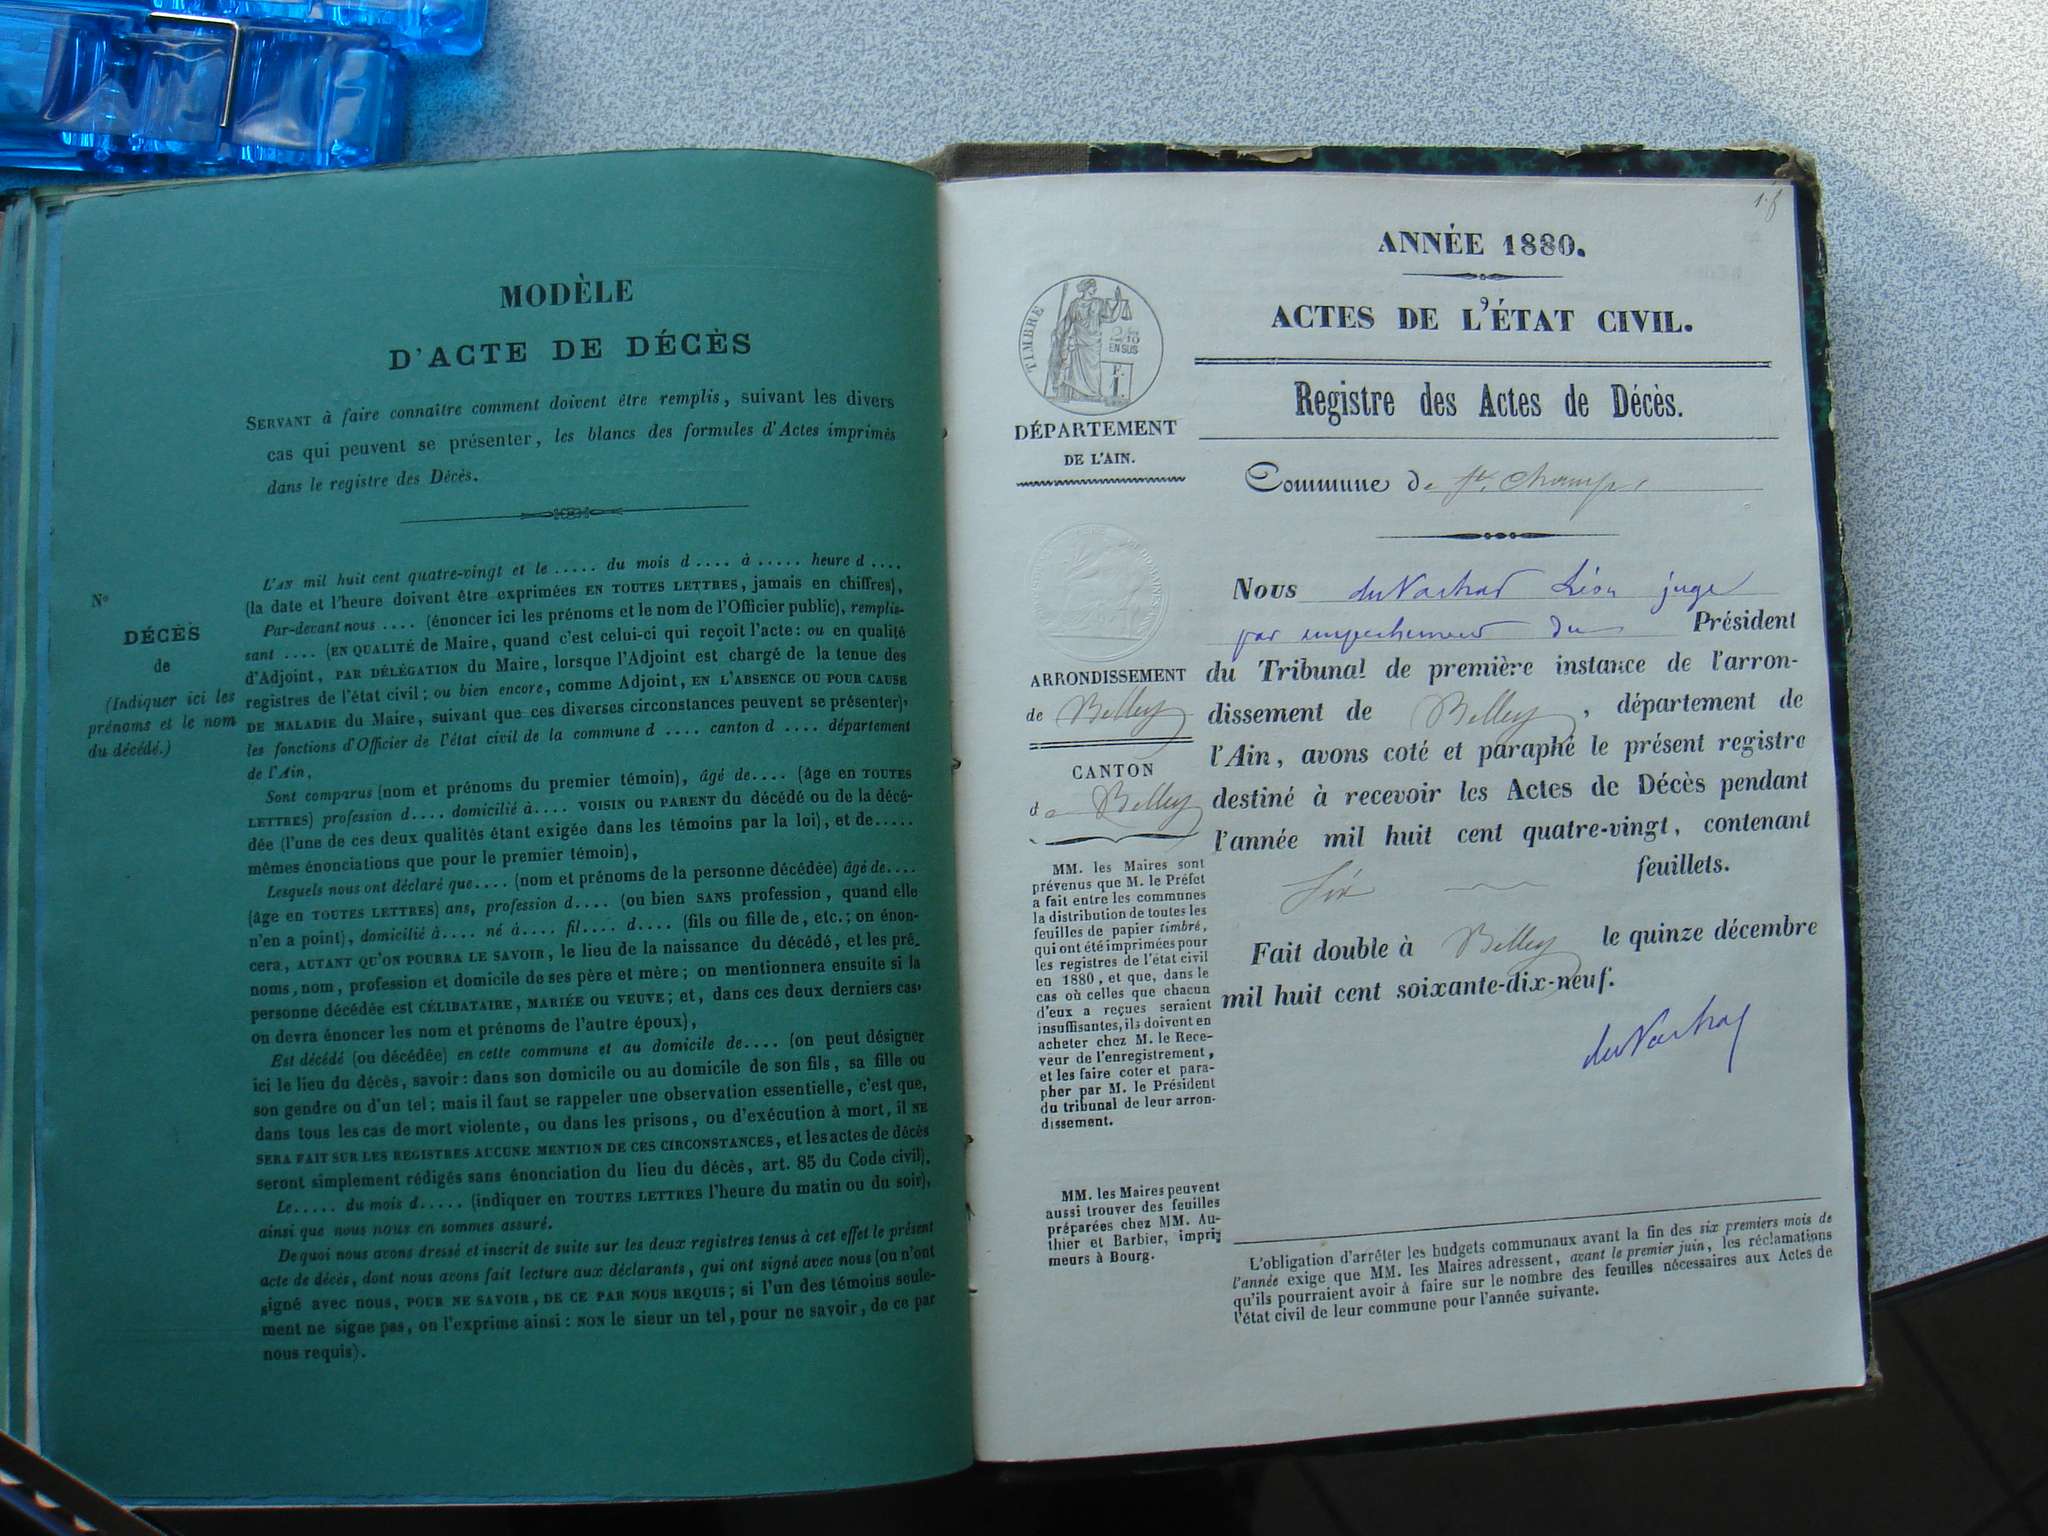 MODÈLE
D'ACTE DE DÉCÈS
SERVANT à faire connaître comment doivent être remplis, suivant les divers
cas qui peuvent se présenter, les blancs des formules d'Actes imprimés
dans le registre des Décès.
N°
DÉCÈS
de
(Indiquer ici les
prénoms et le nom
du décédé.)
L'AN mil huit cent quatre-vingt et le ..... du mois d .... à ..... heure d ....
(la date et l'heure doivent être exprimées EN TOUTES LETTRES, jamais en chiffres),
Par-devant nous .... (énoncer ici les prénoms et le nom de l'Officier public), remplis-
sant .... (EN QUALITÉ de Maire, quand c'est celui-ci qui reçoit l'acte: ou en qualité
d'Adjoint, PAR DÉLÉGATION du Maire, lorsque l'Adjoint est chargé de la tenue des
registres de l'état civil; ou bien encore, comme Adjoint, EN L'ABSENCE OU POUR CAUSE
DE MALADIE du Maire, suivant que ces diverses circonstances peuvent se présenter),
les fonctions d'Officier de l'état civil de la commune d .... canton d .... département
de l'Ain,
Sont comparus (nom et prénoms du premier témoin), âgé de.... (âge en TOUTES
LETTRES) profession d.... domicilié à.... VOISIN OU PARENT du décédé ou de la décé-
dée (l'une de ces deux qualités étant exigée dans les témoins par la loi), et de.....
mêmes énonciations que pour le premier témoin),
Lesquels nous ont déclaré que.... (nom et prénoms de la personne décédée) âgé de....
(âge en TOUTES LETTRES) ans, profession d.... (ou bien SANS profession, quand elle
n'en a point), domicilié à.... né à.... fil.... d.... (fils ou fille de, etc.; on énon-
cera, AUTANT QU'ON POURRA LE SAVOIR, le lieu de la naissance du décédé, et les pré-
noms, nom, profession et domicile de ses père et mère; on mentionnera ensuite si la
personne décédée est CÉLIBATAIRE, MARIÉE OU VEUVE; et, dans ces deux derniers cas,
on devra énoncer les nom et prénoms de l'autre époux),
Est décédé (ou décédée) en cette commune et au domicile de.... (on peut désigner
ici le lieu du décès, savoir: dans son domicile ou au domicile de son fils, sa fille ou
son gendre ou d'un tel; mais il faut se rappeler une observation essentielle, c'est que,
dans tous les cas de mort violente, ou dans les prisons, ou d'exécution à mort, il NE
SERA FAIT SUR LES REGISTRES AUCUNE MENTION DE CES CIRCONSTANCES, et les actes de décès
seront simplement rédigés sans énonciation du lieu du décès, art. 85 du Code civil).
Le..... du mois d..... (indiquer en TOUTES LETTRES l'heure du matin ou du soir),
ainsi que nous nous en sommes assuré.
De quoi nous avons dressé et inscrit de suite sur les deux registres tenus à cet effet le présent
acte de décès, dont nous avons fait lecture aux déclarants, qui ont signé avec nous (ou n'ont
signé avec nous, POUR NE SAVOIR, DE CE PAR NOUS REQUIS; si l'un des témoins seule-
ment ne signe pas, on l'exprime ainsi: NON le sieur un tel, pour ne savoir, de ce par
nous requis).
ANNÉE 1880.
ACTES DE L'ÉTAT CIVIL.
Registre des Actes de Décès.
TIMBRE
2/10
EN SUS
F.
1.
DÉPARTEMENT
DE L'AIN.
Commune de St. Champs
ARRONDISSEMENT
de Belley
CANTON
de Belley
MM. les Maires sont
prévenus que M. le Préfet
a fait entre les communes
la distribution de toutes les
feuilles de papier timbré,
qui ont été imprimées pour
les registres de l'état civil
en 1880, et que, dans le
cas où celles que chacun
d'eux a reçues seraient
insuffisantes, ils doivent en
acheter chez M. le Rece-
veur de l'enregistrement,
et les faire coter et para-
pher par M. le Président
du tribunal de leur arron-
dissement.
MM. les Maires peuvent
aussi trouver des feuilles
préparées chez MM. Au-
thier et Barbier, impri-
meurs à Bourg.
Nous Léon juge
par empechement du Président
du Tribunal de première instance de l'arron-
dissement de Belley, département de
l'Ain, avons coté et paraphé le présent registre
destiné à recevoir les Actes de Décès pendant
l'année mil huit cent quatre-vingt, contenant
Six feuillets.
Fait double à Belley le quinze décembre
mil huit cent soixante-dix-neuf.
L'obligation d'arrêter les budgets communaux avant la fin des six premiers mois de
l'année exige que MM. les Maires adressent, avant le premier juin, les réclamations
qu'ils pourraient avoir à faire sur le nombre des feuilles nécessaires aux Actes de
l'état civil de leur commune pour l'année suivante.